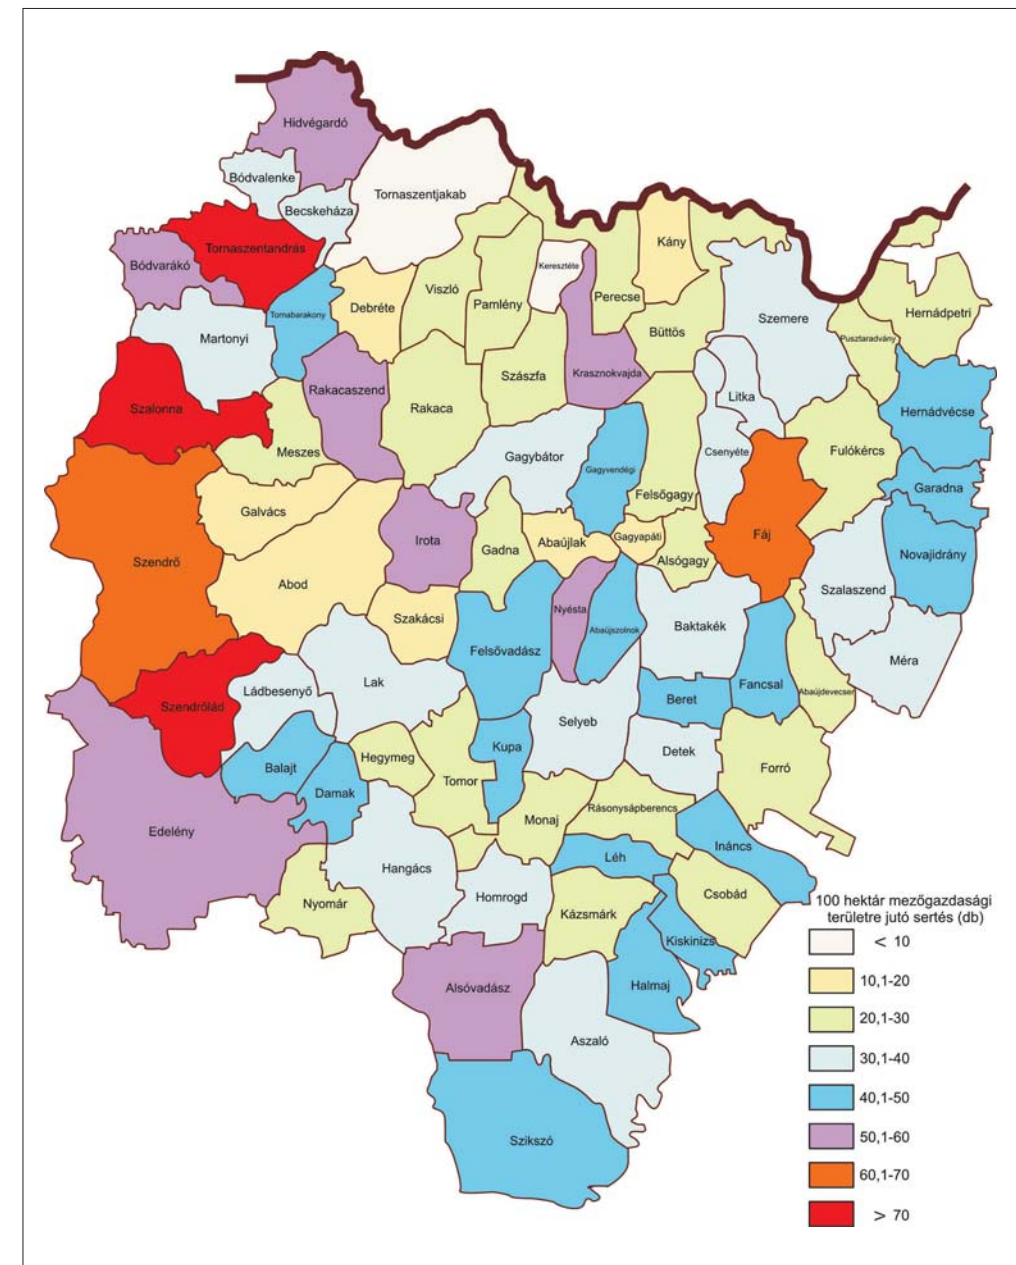 Hidvégardó
Bódvalenke
Becskeháza
Tornaszentjakab
Tornaszentandrás
Bódvarákó
Kány
Keresztéte
Perecse
Viszló
Pamlény
Debréte
Tornabarakony
Martonyi
Szemere
Büttös
Hernádpetri
Pusztaradvány
Krasznokvajda
Szászfa
Rakacaszend
Rakaca
Szalonna
Litka
Hernádvécse
Meszes
Gagybátor
Gagyvendégi
Csenyéte
Fulókércs
Felsőgagy
Garadna
Galvács
Irota
Gadna
Abaújlak
Gagyapáti
Fáj
Novajidrány
Szendrő
Alsógagy
Abod
Szalaszend
Szakácsi
Nyésta
Abaújszolnok
Baktakék
Felsővadász
Méra
Lak
Ládbesenyő
Fancsal
Abaújdevecser
Beret
Szendrőlád
Selyeb
Detek
Kupa
Hegymeg
Balajt
Tomor
Forró
Damak
Rásonysápberencs
Monaj
Edelény
Ináncs
Léh
Hangács
Homrogd
Csobád
Nyomár
Kázsmárk
Kiskinizs
Halmaj
Alsóvadász
Aszaló
Szikszó
100 hektár mezőgazdasági
területre jutó sertés (db)
< 10
10,1-20
20,1-30
30,1-40
40,1-50
50,1-60
60,1-70
> 70